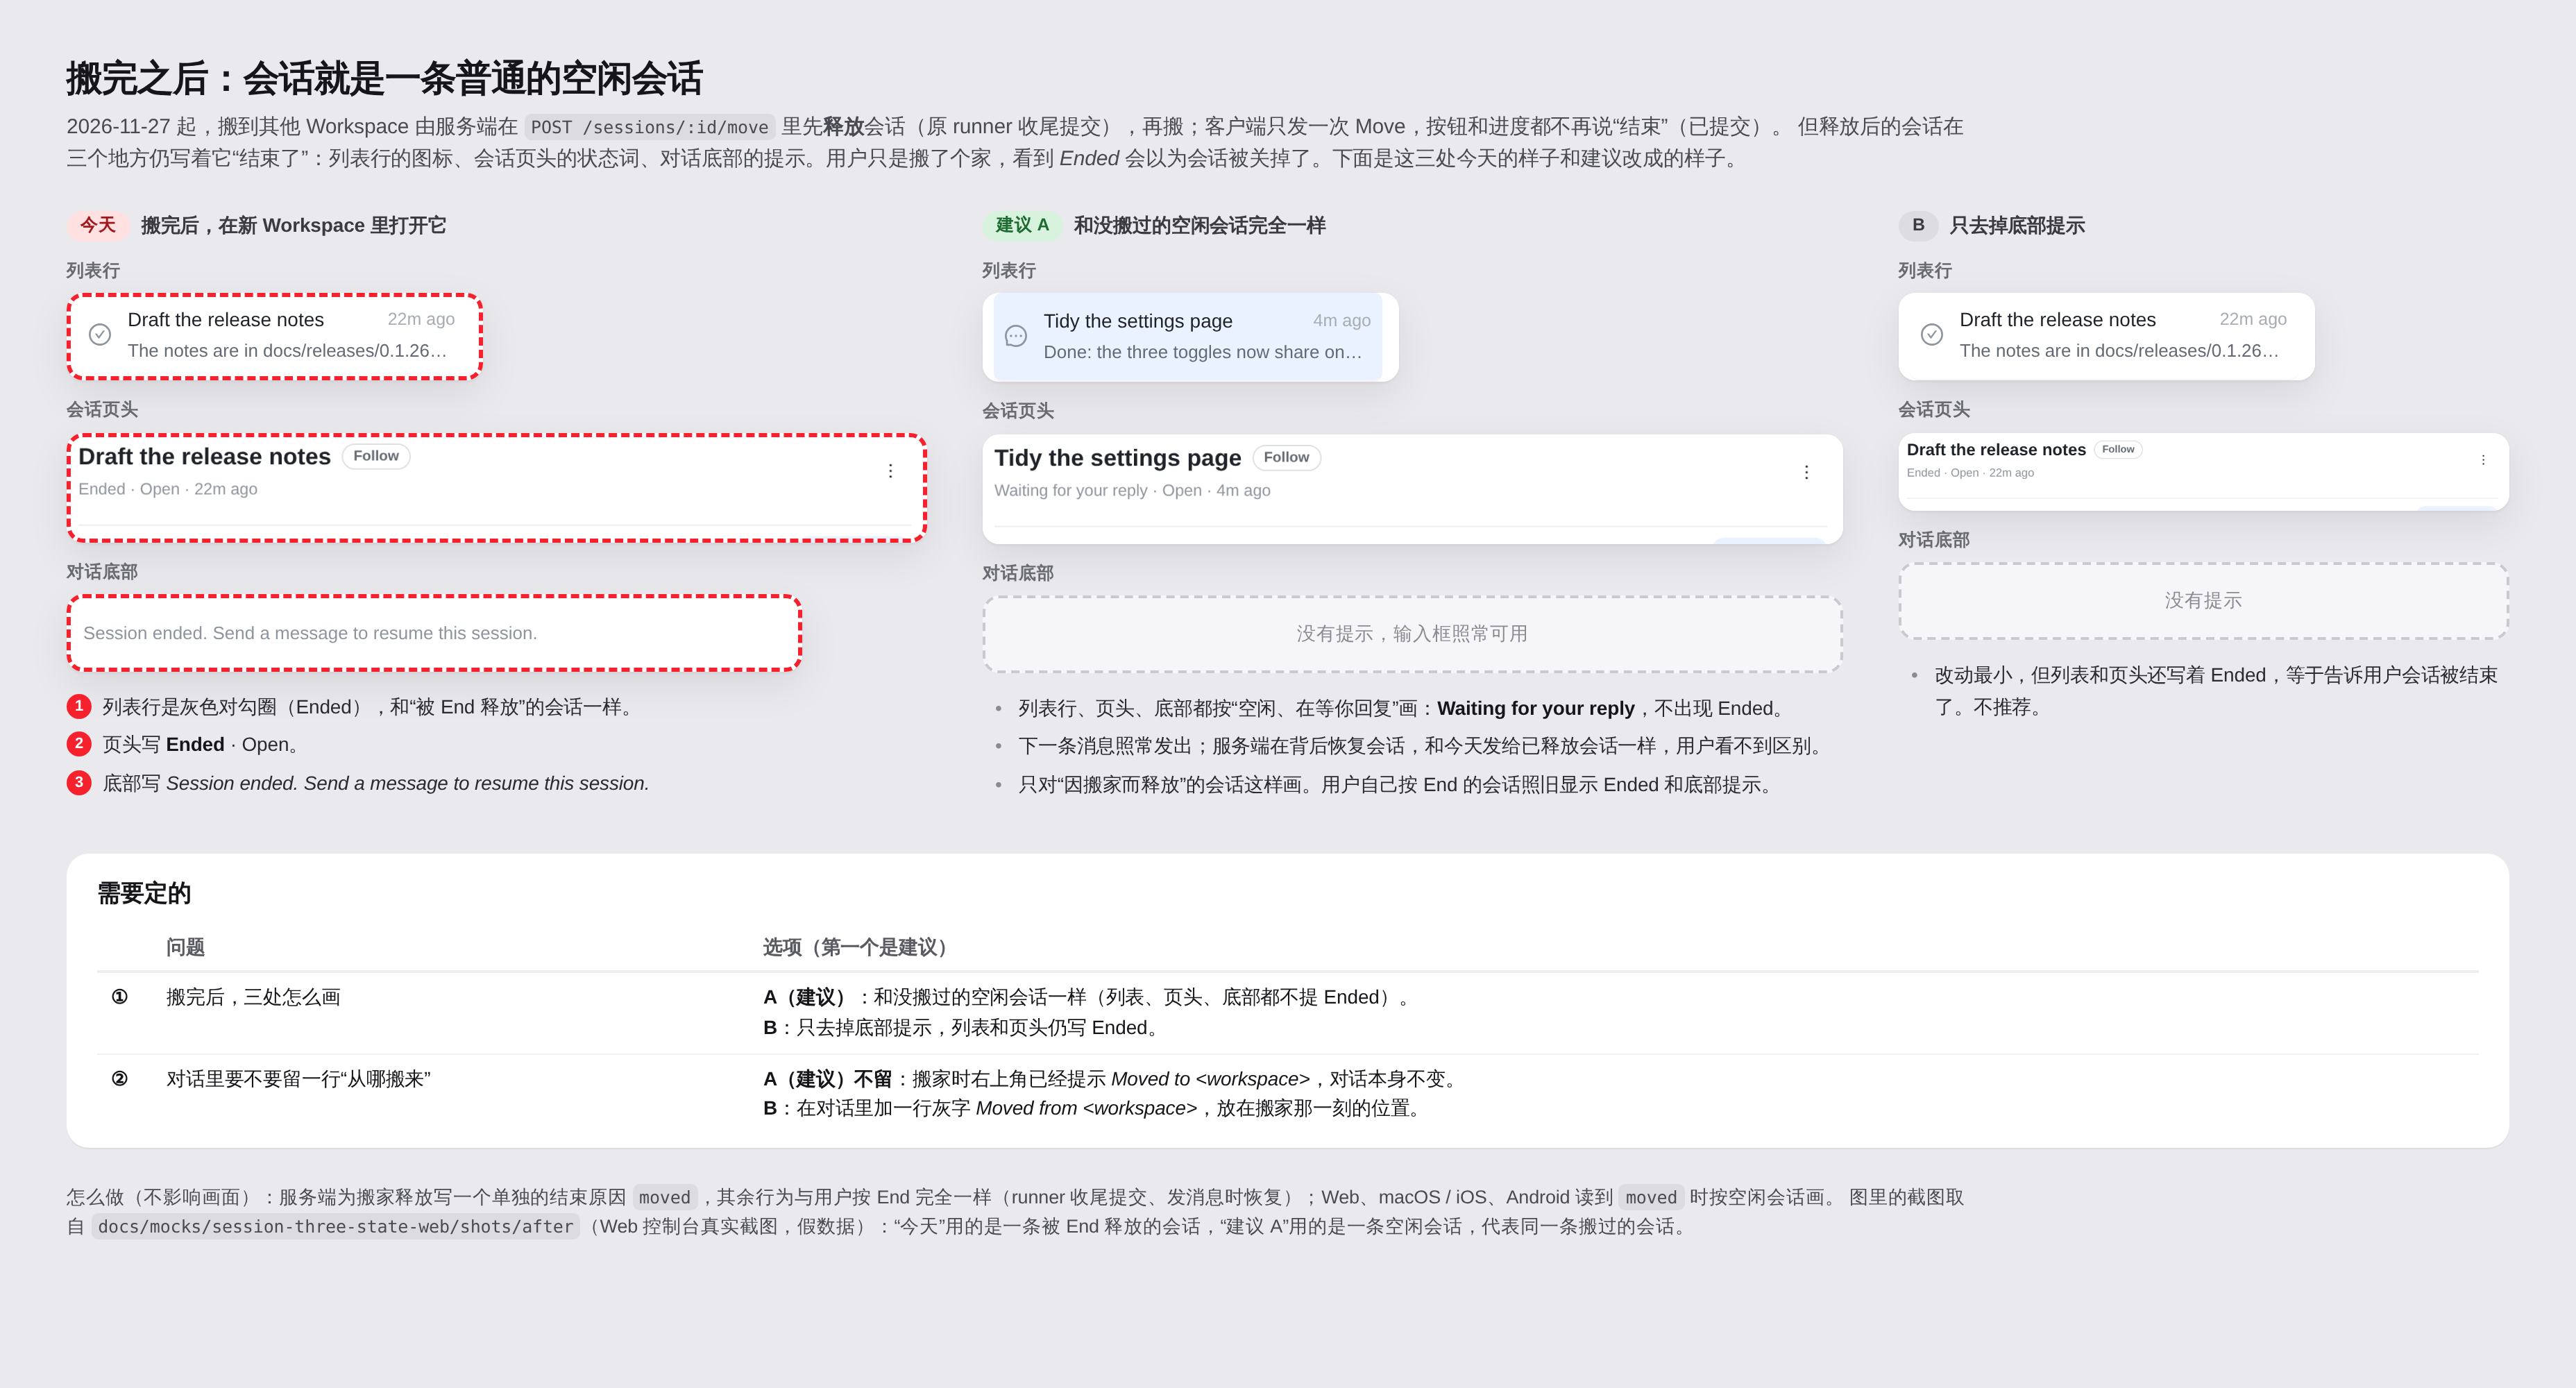 搬完之后：会话就是一条普通的空闲会话
2026-11-27 起，搬到其他 Workspace 由服务端在 POST /sessions/:id/move 里先释放会话（原 runner 收尾提交），再搬；客户端只发一次 Move，按钮和进度都不再说“结束”（已提交）。 但释放后的会话在
三个地方仍写着它“结束了”：列表行的图标、会话页头的状态词、对话底部的提示。用户只是搬了个家，看到 Ended 会以为会话被关掉了。下面是这三处今天的样子和建议改成的样子。
今天 搬完后，在新 Workspace 里打开它
列表行
Draft the release notes 22m ago
The notes are in docs/releases/0.1.26…
会话页头
Draft the release notes Follow
Ended · Open · 22m ago
对话底部
Session ended. Send a message to resume this session.
1 列表行是灰色对勾圈（Ended），和“被 End 释放”的会话一样。
2 页头写 Ended · Open。
3 底部写 Session ended. Send a message to resume this session.
建议 A 和没搬过的空闲会话完全一样
列表行
Tidy the settings page 4m ago
Done: the three toggles now share on…
会话页头
Tidy the settings page Follow
Waiting for your reply · Open · 4m ago
对话底部
没有提示，输入框照常可用
• 列表行、页头、底部都按“空闲、在等你回复”画：Waiting for your reply，不出现 Ended。
• 下一条消息照常发出；服务端在背后恢复会话，和今天发给已释放会话一样，用户看不到区别。
• 只对“因搬家而释放”的会话这样画。用户自己按 End 的会话照旧显示 Ended 和底部提示。
B 只去掉底部提示
列表行
Draft the release notes 22m ago
The notes are in docs/releases/0.1.26…
会话页头
Draft the release notes Follow
Ended · Open · 22m ago
对话底部
没有提示
• 改动最小，但列表和页头还写着 Ended，等于告诉用户会话被结束
了。不推荐。
需要定的
问题 选项（第一个是建议）
① 搬完后，三处怎么画 A（建议）：和没搬过的空闲会话一样（列表、页头、底部都不提 Ended）。
B：只去掉底部提示，列表和页头仍写 Ended。
② 对话里要不要留一行“从哪搬来” A（建议）不留：搬家时右上角已经提示 Moved to <workspace>，对话本身不变。
B：在对话里加一行灰字 Moved from <workspace>，放在搬家那一刻的位置。
怎么做（不影响画面）：服务端为搬家释放写一个单独的结束原因 moved，其余行为与用户按 End 完全一样（runner 收尾提交、发消息时恢复）；Web、macOS / iOS、Android 读到 moved 时按空闲会话画。 图里的截图取
自 docs/mocks/session-three-state-web/shots/after（Web 控制台真实截图，假数据）：“今天”用的是一条被 End 释放的会话，“建议 A”用的是一条空闲会话，代表同一条搬过的会话。